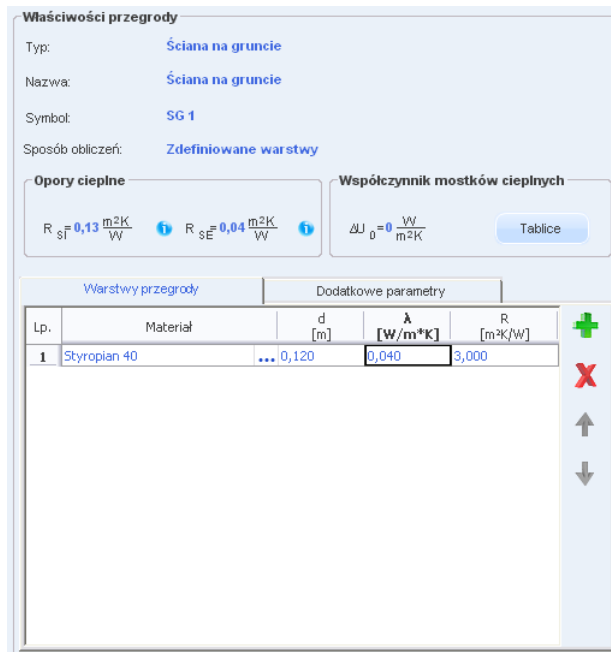 Właściwości przegrody
Typ: Ściana na gruncie
Nazwa: Ściana na gruncie
Symbol: SG 1
Sposób obliczeń: Zdefiniowane warstwy
Opory cieplne
R SI = 0,13 m²K/W i R SE = 0,04 m²K/W i
Współczynnik mostków cieplnych
ΔU 0 = 0 W/m²K Tablice
Warstwy przegrody Dodatkowe parametry
Lp. Materiał d [m] λ [W/m*K] R [m²K/W]
1 Styropian 40 ... 0,120 0,040 3,000